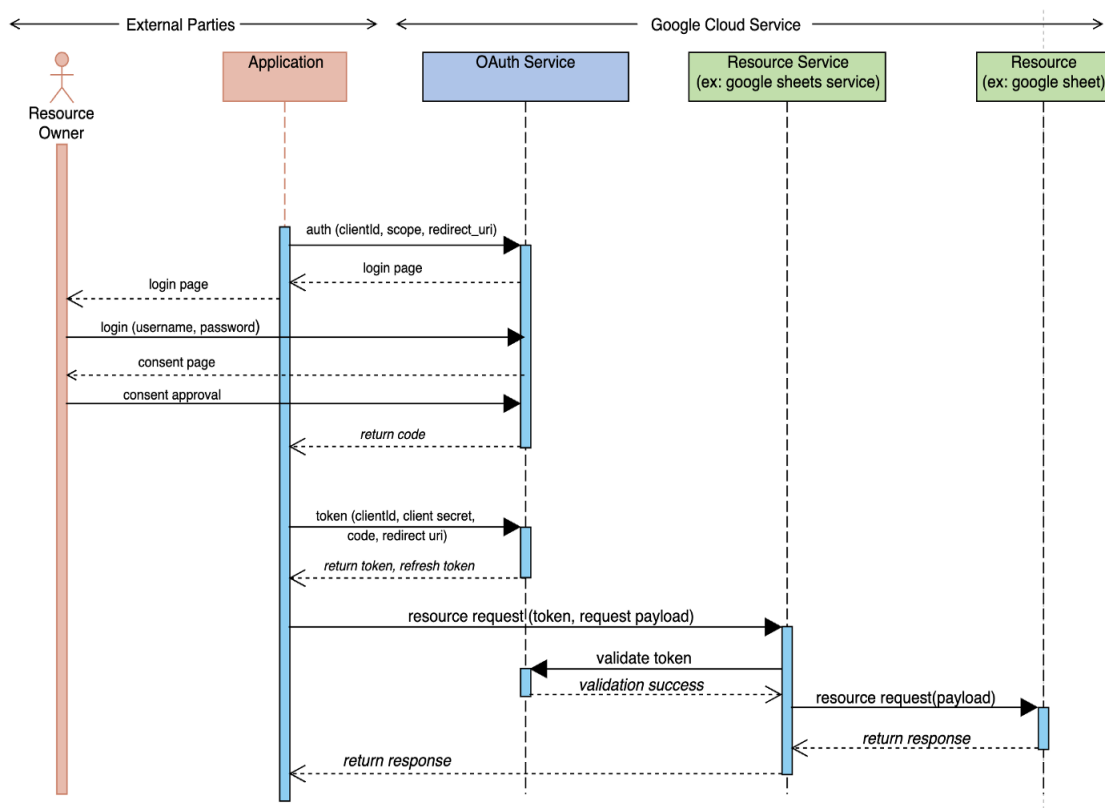 External Parties
Google Cloud Service
Application
OAuth Service
Resource Service
(ex: google sheets service)
Resource
(ex: google sheet)
Resource
Owner
auth (clientId, scope, redirect_uri)
login page
login page
login (username, password)
consent page
consent approval
return code
token (clientId, client secret,
code, redirect uri)
return token, refresh token
resource request (token, request payload)
validate token
validation success
resource request(payload)
return response
return response